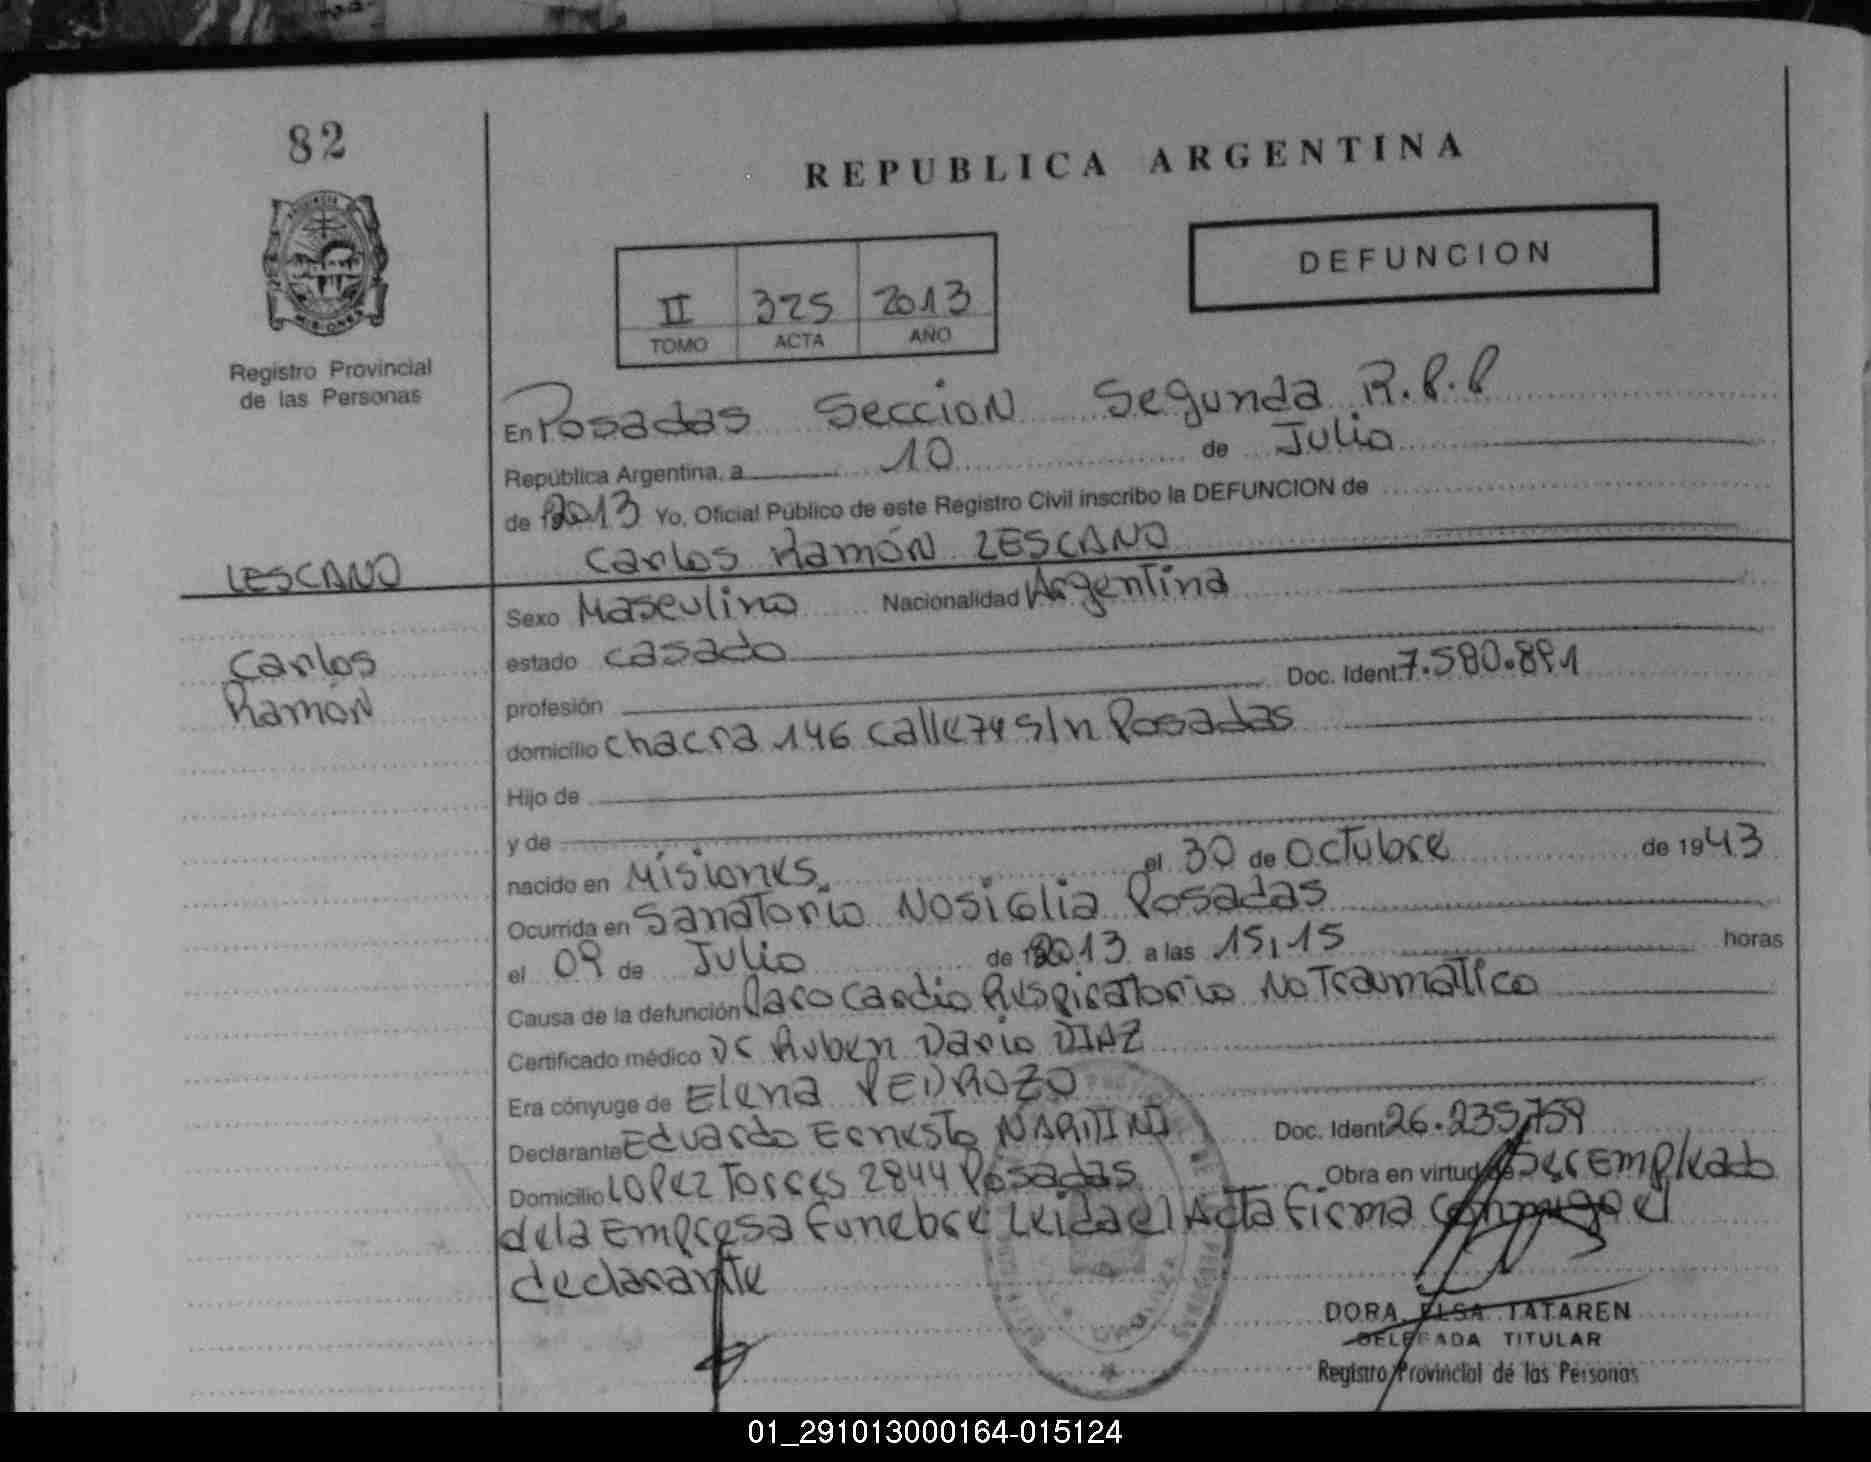 82
REPUBLICA ARGENTINA
DEFUNCION
II 325 2013
TOMO ACTA AÑO
Registro Provincial
de las Personas
En Posadas Seccion Segunda R.P.P
República Argentina, a 10 de Julio
de 2013 Yo, Oficial Público de este Registro Civil inscribo la DEFUNCION de
Carlos Ramón LESCANO
LESCANO
Carlos
Ramón
Sexo Masculino Nacionalidad Argentina
estado casado
profesión Doc. Ident. 7.580.891
domicilio chacra 146 calle 74 s/n Posadas
Hijo de
y de
nacido en Misiones el 30 de Octubre de 1943
Ocurrida en Sanatorio Nosiglia Posadas
el 09 de Julio de 2013 a las 15,15 horas
Causa de la defunción Paro Cardio Respiratorio No Traumatico
Certificado médico Dr Ruben Dario DIAZ
Era cónyuge de Elena PEDROZO
Declarante Eduardo Ernesto Doc. Ident. 26.235.759
Domicilio Lopez Torres 2844 Posadas Obra en virtud de ser Empleado
de la Empresa funebre Leida el Acta firma conmigo el
declarante
DORA ELSA TATAREN
DELEGADA TITULAR
Registro Provincial de las Personas
01_291013000164-015124